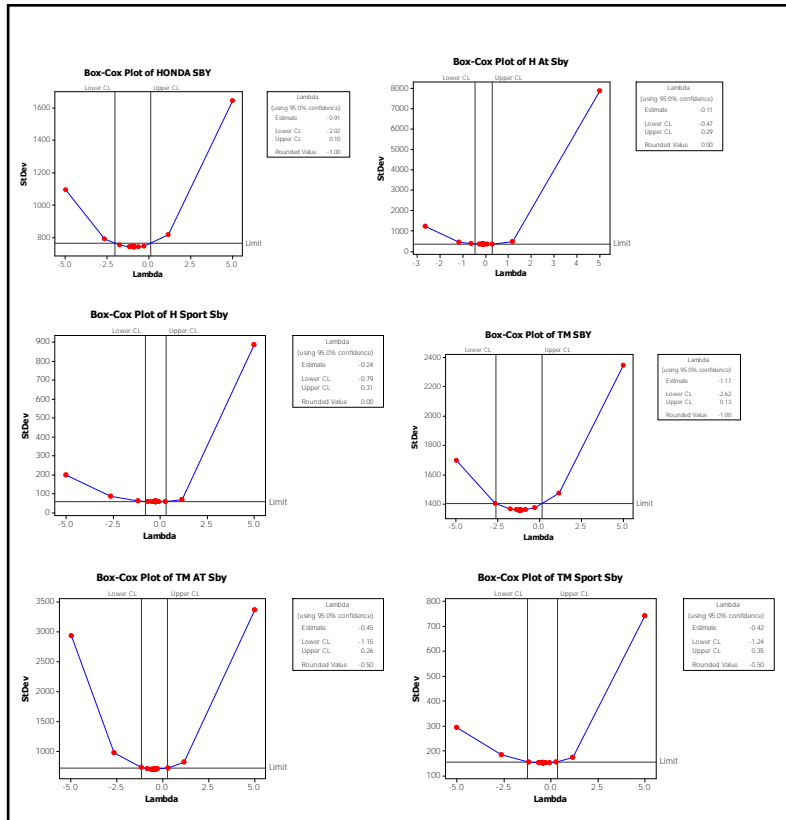 Box-Cox Plot of HONDA SBY
Lower CL Upper CL
1600
1400
1200
1000
800
StDev
-5.0 -2.5 0.0 2.5 5.0
Lambda
Limit
Lambda
(using 95.0% confidence)
Estimate -0.91
Lower CL -2.02
Upper CL 0.10
Rounded Value -1.00
Box-Cox Plot of H At Sby
Lower CL Upper CL
8000
7000
6000
5000
4000
3000
2000
1000
0
StDev
-3 -2 -1 0 1 2 3 4 5
Lambda
Limit
Lambda
(using 95.0% confidence)
Estimate -0.11
Lower CL -0.47
Upper CL 0.29
Rounded Value 0.00
Box-Cox Plot of H Sport Sby
Lower CL Upper CL
900
800
700
600
500
400
300
200
100
0
StDev
-5.0 -2.5 0.0 2.5 5.0
Lambda
Limit
Lambda
(using 95.0% confidence)
Estimate -0.24
Lower CL -0.79
Upper CL 0.31
Rounded Value 0.00
Box-Cox Plot of TM SBY
Lower CL Upper CL
2400
2200
2000
1800
1600
1400
StDev
-5.0 -2.5 0.0 2.5 5.0
Lambda
Limit
Lambda
(using 95.0% confidence)
Estimate -1.17
Lower CL -2.62
Upper CL 0.13
Rounded Value -1.00
Box-Cox Plot of TM AT Sby
Lower CL Upper CL
3500
3000
2500
2000
1500
1000
StDev
-5.0 -2.5 0.0 2.5 5.0
Lambda
Limit
Lambda
(using 95.0% confidence)
Estimate -0.45
Lower CL -1.15
Upper CL 0.26
Rounded Value -0.50
Box-Cox Plot of TM Sport Sby
Lower CL Upper CL
800
700
600
500
400
300
200
100
StDev
-5.0 -2.5 0.0 2.5 5.0
Lambda
Limit
Lambda
(using 95.0% confidence)
Estimate -0.42
Lower CL -1.24
Upper CL 0.35
Rounded Value -0.50